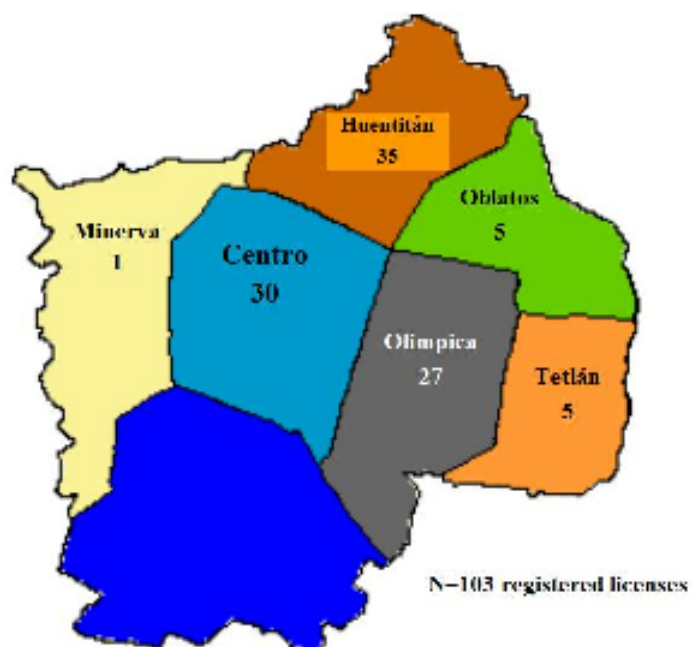 Huentitán
35
Oblatos
5
Minerva
1
Centro
30
Olimpica
27
Tetlán
5
N=103 registered licenses